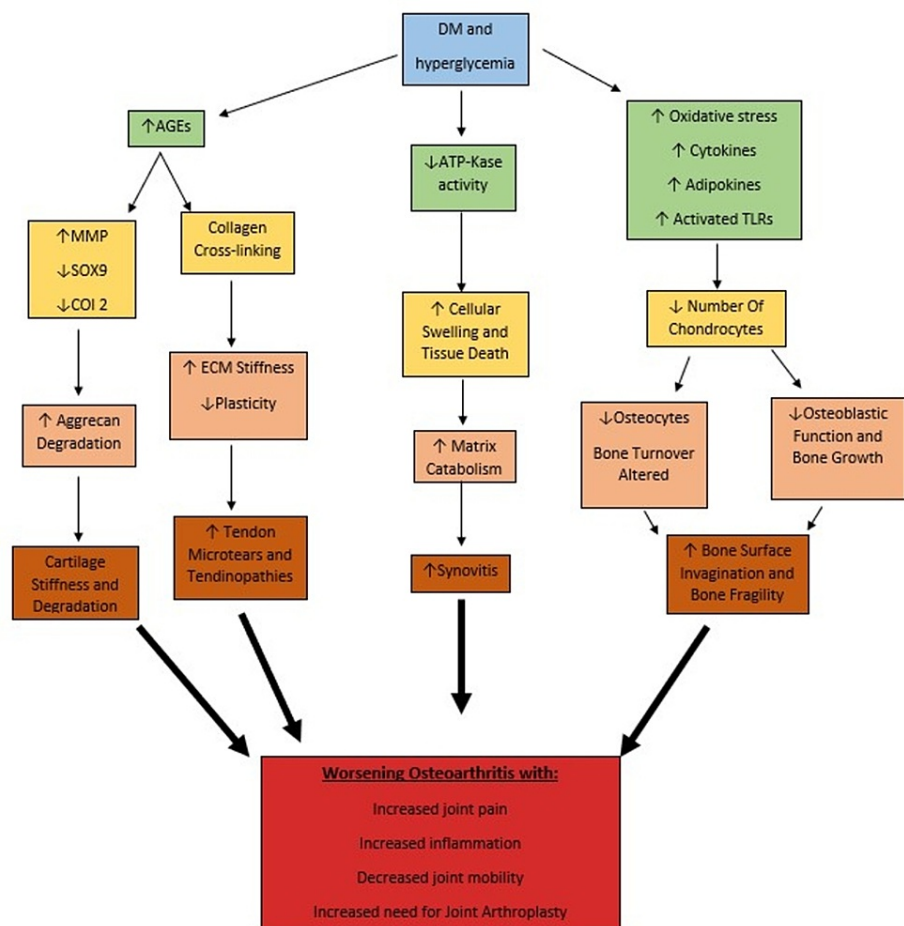 DM and
hyperglycemia
↑AGEs
↓ATP-Kase
activity
↑ Oxidative stress
↑ Cytokines
↑ Adipokines
↑ Activated TLRs
↑MMP
↓SOX9
↓COI 2
Collagen
Cross-linking
↑ Cellular
Swelling and
Tissue Death
↓ Number Of
Chondrocytes
↑ Aggrecan
Degradation
↑ ECM Stiffness
↓Plasticity
↑ Matrix
Catabolism
↓Osteocytes
Bone Turnover
Altered
↓Osteoblastic
Function and
Bone Growth
Cartilage
Stiffness and
Degradation
↑ Tendon
Microtears and
Tendinopathies
↑Synovitis
↑ Bone Surface
Invagination and
Bone Fragility
Worsening Osteoarthritis with:
Increased joint pain
Increased inflammation
Decreased joint mobility
Increased need for Joint Arthroplasty